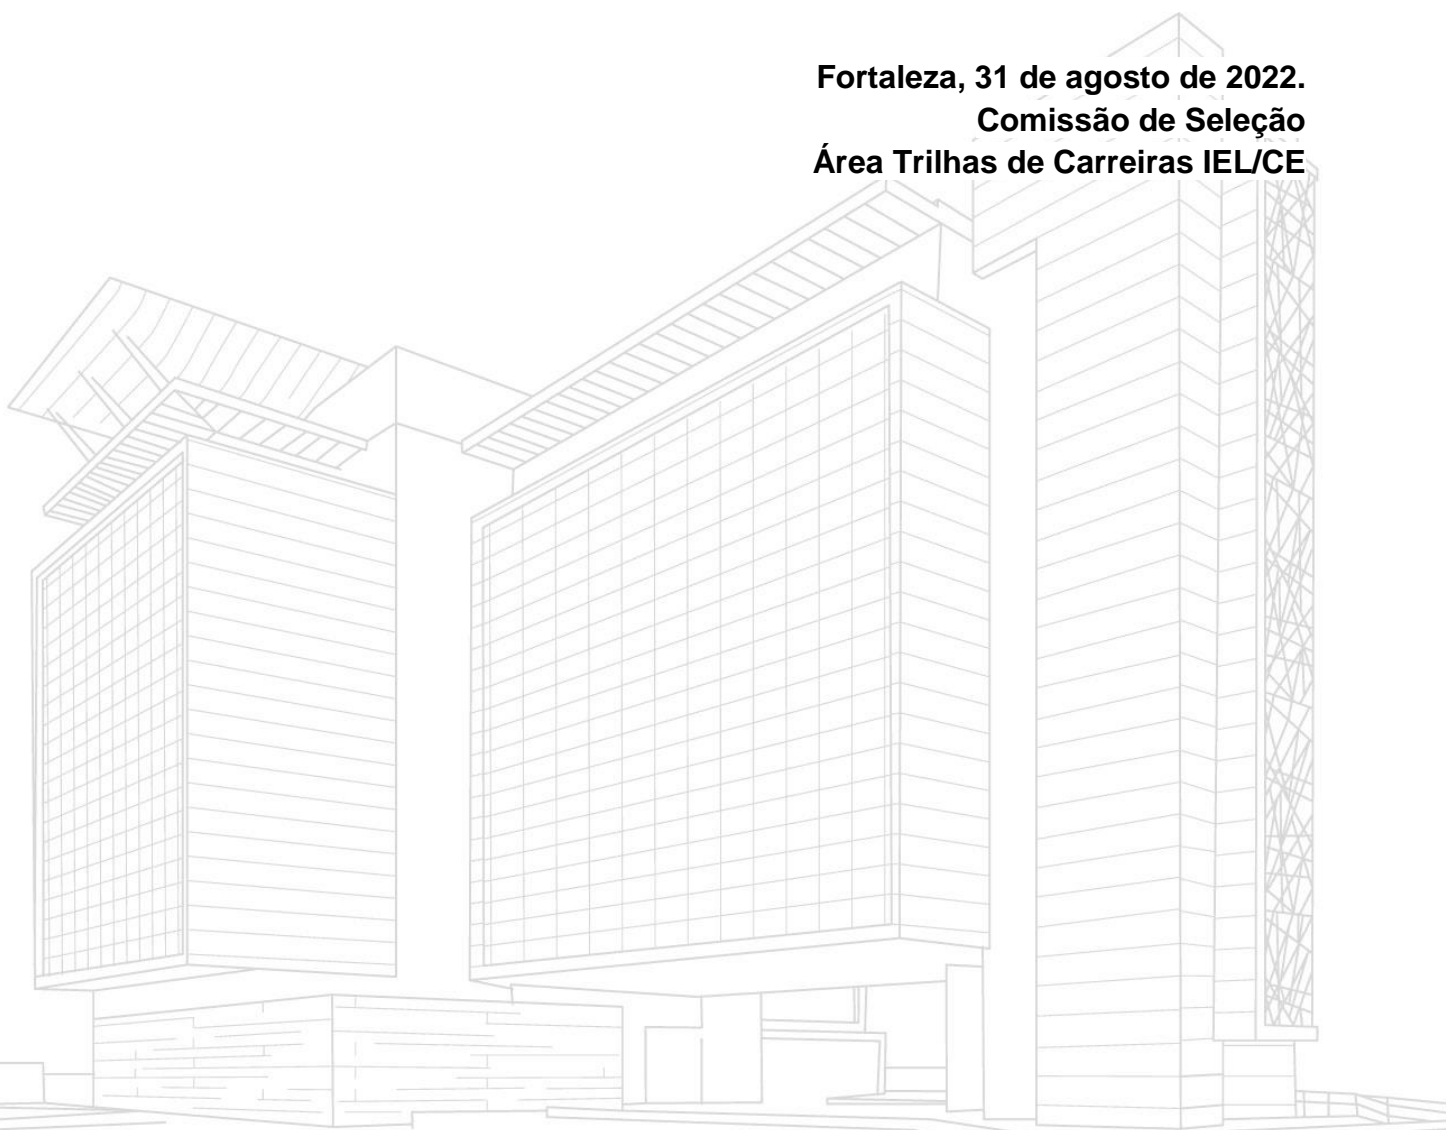 Fortaleza, 31 de agosto de 2022.
Comissão de Seleção
Área Trilhas de Carreiras IEL/CE